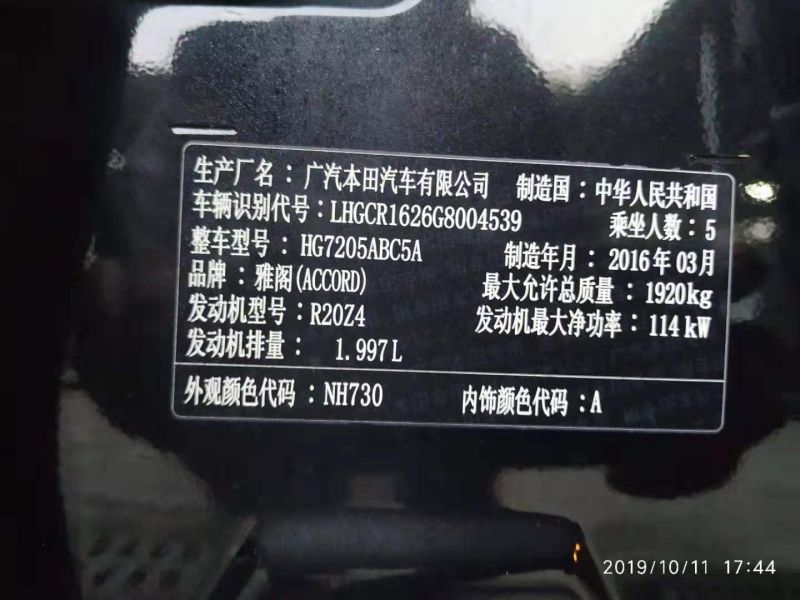 生产厂名：广汽本田汽车有限公司 制造国：中华人民共和国
车辆识别代号：LHGCR1626G8004539 乘坐人数：5
整车型号：HG7205ABC5A 制造年月：2016年03月
品牌：雅阁(ACCORD) 最大允许总质量：1920kg
发动机型号：R20Z4 发动机最大净功率：114kW
发动机排量：1.997L
外观颜色代码：NH730 内饰颜色代码：A
2019/10/11 17:44